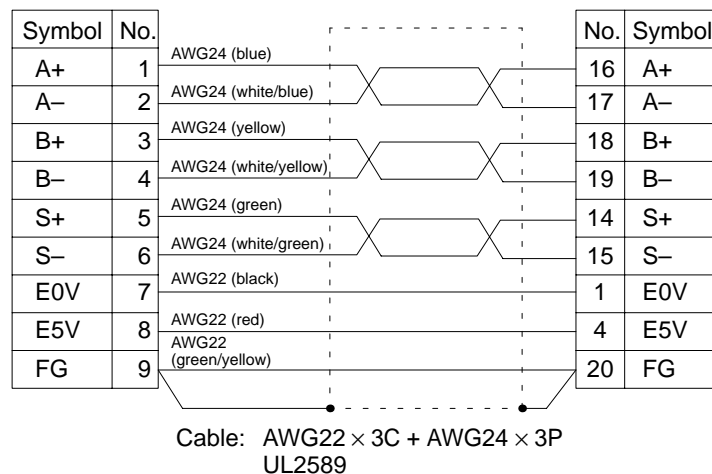 Symbol No. No. Symbol
AWG24 (blue)
A+ 1 16 A+
AWG24 (white/blue)
A– 2 17 A–
AWG24 (yellow)
B+ 3 18 B+
AWG24 (white/yellow)
B– 4 19 B–
AWG24 (green)
S+ 5 14 S+
AWG24 (white/green)
S– 6 15 S–
AWG22 (black)
E0V 7 1 E0V
AWG22 (red)
E5V 8 4 E5V
AWG22
(green/yellow)
FG 9 20 FG
Cable: AWG22 × 3C + AWG24 × 3P
UL2589